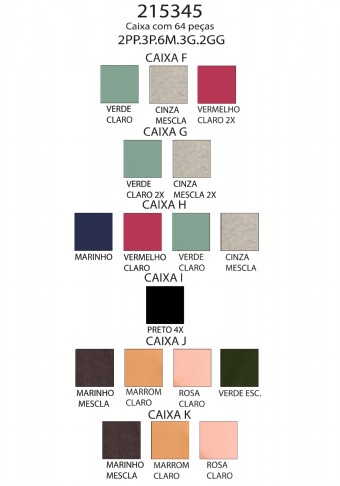 215345
Caixa com 64 peças
2PP.3P.6M.3G.2GG
CAIXA F
VERDE CLARO
CINZA MESCLA
VERMELHO CLARO 2X
CAIXA G
VERDE CLARO 2X
CINZA MESCLA 2X
CAIXA H
MARINHO
VERMELHO CLARO
VERDE CLARO
CINZA MESCLA
CAIXA I
PRETO 4X
CAIXA J
MARINHO MESCLA
MARROM CLARO
ROSA CLARO
VERDE ESC.
CAIXA K
MARINHO MESCLA
MARROM CLARO
ROSA CLARO